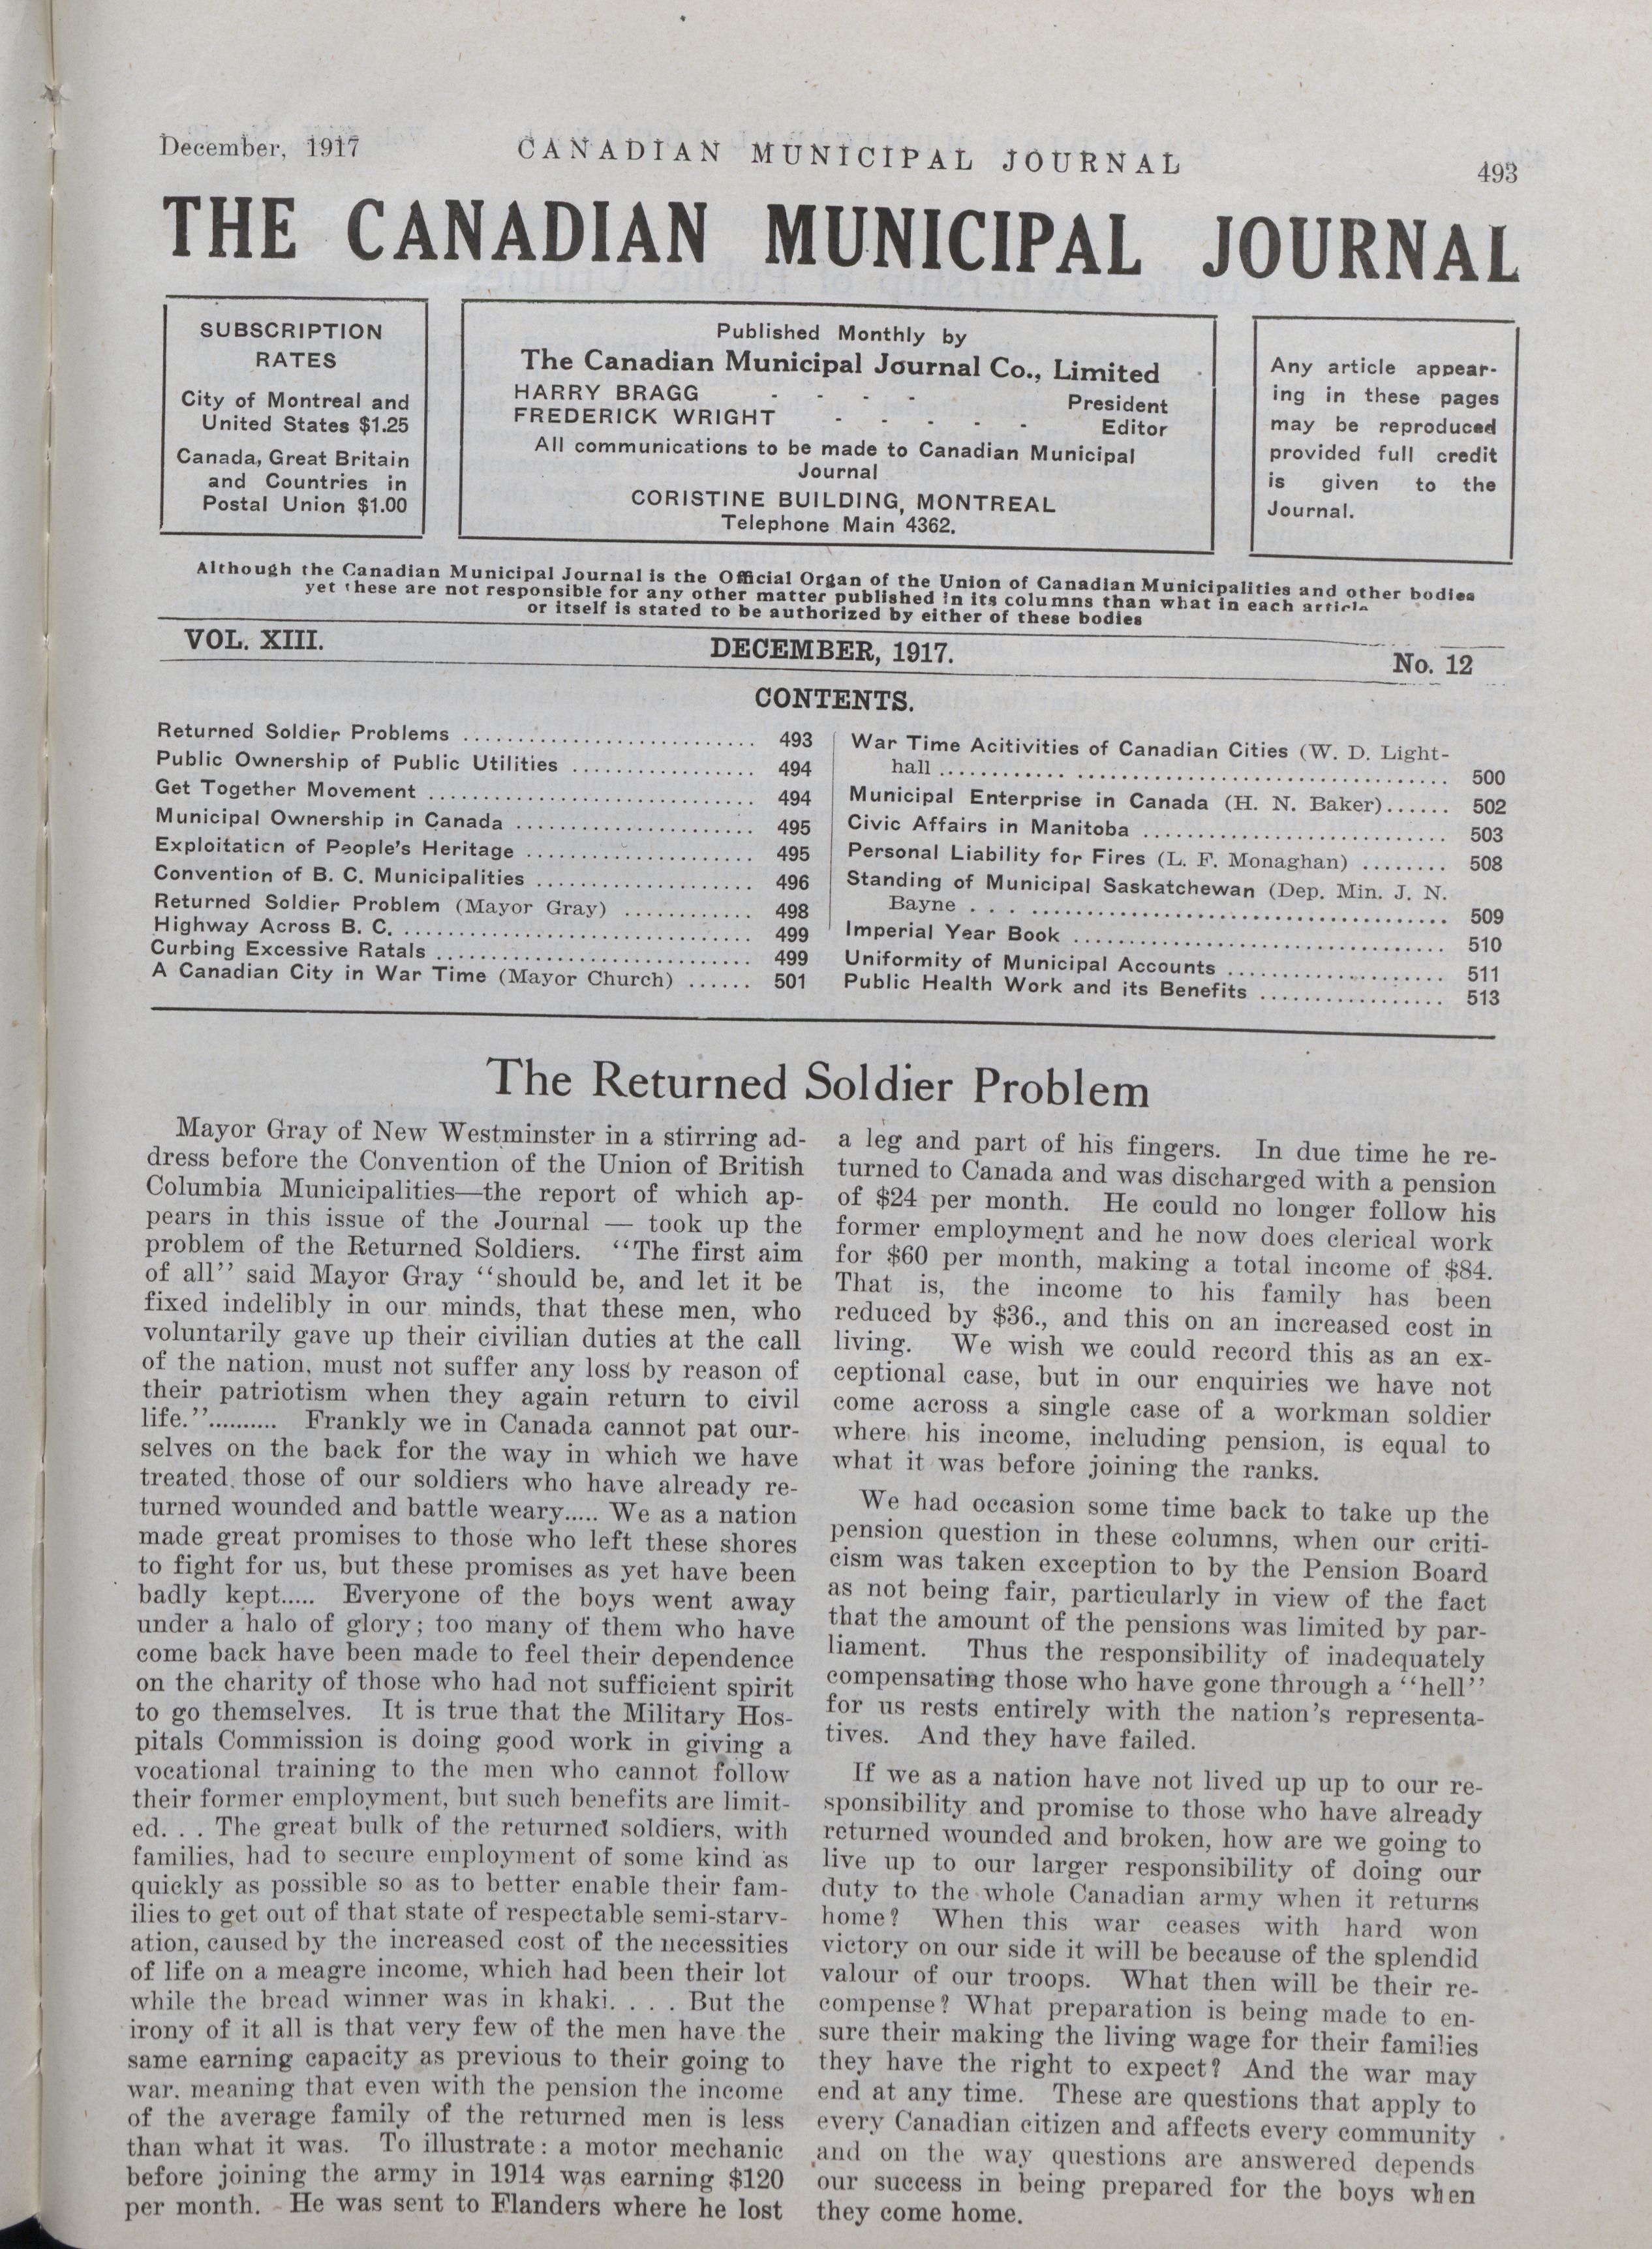 December, 1917
CANADIAN MUNICIPAL JOURNAL
493
THE CANADIAN MUNICIPAL JOURNAL
SUBSCRIPTION
RATES
City of Montreal and
United States $1.25
Canada, Great Britain
and Countries in
Postal Union $1.00
Published Monthly by
The Canadian Municipal Journal Co., Limited
HARRY BRAGG - - - - President
FREDERICK WRIGHT - - - - - Editor
All communications to be made to Canadian Municipal
Journal
CORISTINE BUILDING, MONTREAL
Telephone Main 4362.
Any article appear-
ing in these pages
may be reproduced
provided full credit
is given to the
Journal.
Although the Canadian Municipal Journal is the Official Organ of the Union of Canadian Municipalities and other bodies
yet these are not responsible for any other matter published in its columns than what in each article
or itself is stated to be authorized by either of these bodies
VOL. XIII.
DECEMBER, 1917.
No. 12
CONTENTS.
Returned Soldier Problems ........................... 493
Public Ownership of Public Utilities ................. 494
Get Together Movement .............................. 494
Municipal Ownership in Canada ...................... 495
Exploitaticn of People's Heritage ..................... 495
Convention of B. C. Municipalities .................... 496
Returned Soldier Problem (Mayor Gray) ............ 498
Highway Across B. C. ................................ 499
Curbing Excessive Ratals ............................. 499
A Canadian City in War Time (Mayor Church) ...... 501
War Time Acitivities of Canadian Cities (W. D. Light-
hall ............ .................................. 500
Municipal Enterprise in Canada (H. N. Baker)...... 502
Civic Affairs in Manitoba ............................ 503
Personal Liability for Fires (L. F. Monaghan) ........ 508
Standing of Municipal Saskatchewan (Dep. Min. J. N.
Bayne . . . ...................................... 509
Imperial Year Book .................................. 510
Uniformity of Municipal Accounts .................... 511
Public Health Work and its Benefits ................. 513
The Returned Soldier Problem
Mayor Gray of New Westminster in a stirring ad-
dress before the Convention of the Union of British
Columbia Municipalities—the report of which ap-
pears in this issue of the Journal — took up the
problem of the Returned Soldiers. "The first aim
of all" said Mayor Gray "should be, and let it be
fixed indelibly in our minds, that these men, who
voluntarily gave up their civilian duties at the call
of the nation, must not suffer any loss by reason of
their patriotism when they again return to civil
life.".......... Frankly we in Canada cannot pat our-
selves on the back for the way in which we have
treated those of our soldiers who have already re-
turned wounded and battle weary..... We as a nation
made great promises to those who left these shores
to fight for us, but these promises as yet have been
badly kept..... Everyone of the boys went away
under a halo of glory; too many of them who have
come back have been made to feel their dependence
on the charity of those who had not sufficient spirit
to go themselves. It is true that the Military Hos-
pitals Commission is doing good work in giving a
vocational training to the men who cannot follow
their former employment, but such benefits are limit-
ed. . . The great bulk of the returned soldiers, with
families, had to secure employment of some kind as
quickly as possible so as to better enable their fam-
ilies to get out of that state of respectable semi-starv-
ation, caused by the increased cost of the necessities
of life on a meagre income, which had been their lot
while the bread winner was in khaki. . . . But the
irony of it all is that very few of the men have the
same earning capacity as previous to their going to
war, meaning that even with the pension the income
of the average family of the returned men is less
than what it was. To illustrate: a motor mechanic
before joining the army in 1914 was earning $120
per month. He was sent to Flanders where he lost
a leg and part of his fingers. In due time he re-
turned to Canada and was discharged with a pension
of $24 per month. He could no longer follow his
former employment and he now does clerical work
for $60 per month, making a total income of $84.
That is, the income to his family has been
reduced by $36., and this on an increased cost in
living. We wish we could record this as an ex-
ceptional case, but in our enquiries we have not
come across a single case of a workman soldier
where his income, including pension, is equal to
what it was before joining the ranks.
We had occasion some time back to take up the
pension question in these columns, when our criti-
cism was taken exception to by the Pension Board
as not being fair, particularly in view of the fact
that the amount of the pensions was limited by par-
liament. Thus the responsibility of inadequately
compensating those who have gone through a "hell"
for us rests entirely with the nation's representa-
tives. And they have failed.
If we as a nation have not lived up up to our re-
sponsibility and promise to those who have already
returned wounded and broken, how are we going to
live up to our larger responsibility of doing our
duty to the whole Canadian army when it returns
home? When this war ceases with hard won
victory on our side it will be because of the splendid
valour of our troops. What then will be their re-
compense? What preparation is being made to en-
sure their making the living wage for their families
they have the right to expect? And the war may
end at any time. These are questions that apply to
every Canadian citizen and affects every community
and on the way questions are answered depends
our success in being prepared for the boys when
they come home.